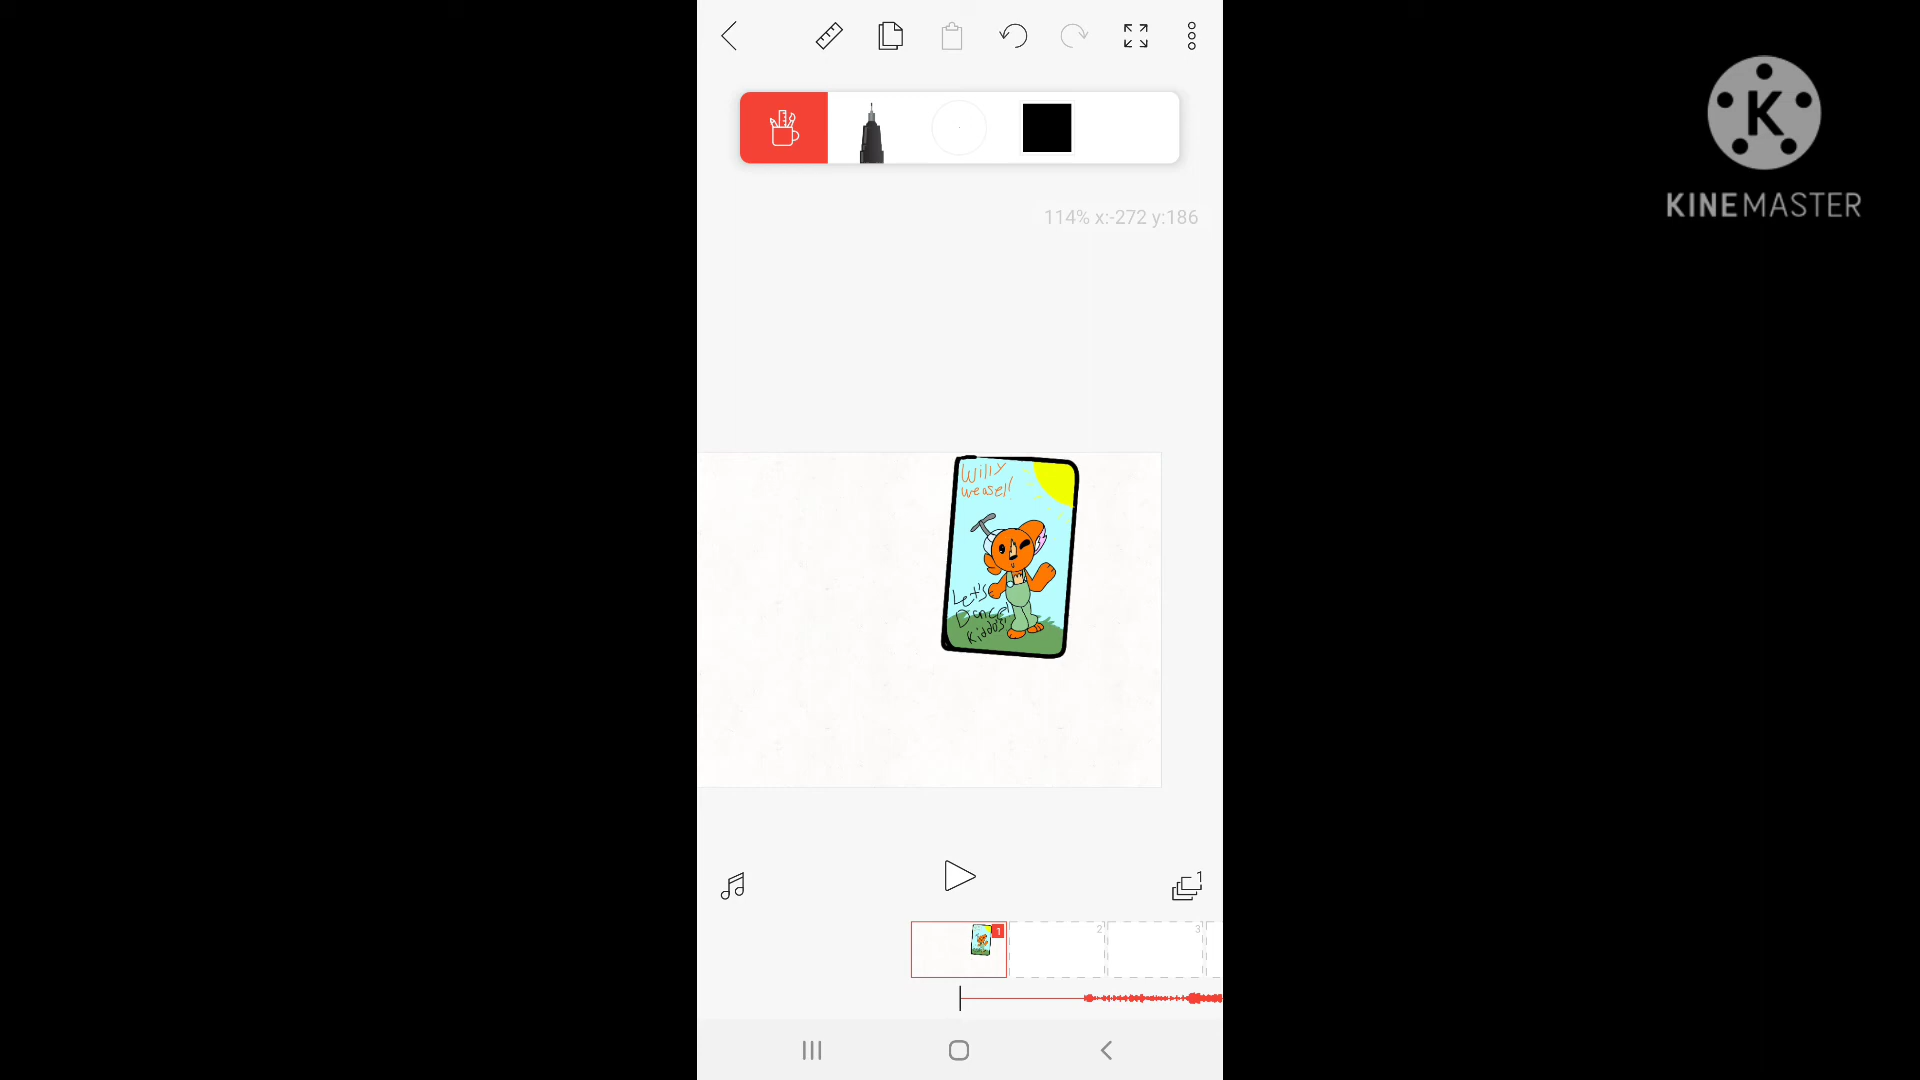 K
KINEMASTER
114% x:-272 y:186
Willy
weasel!
Let's
Dance!
Kiddos!
1
1
2
3